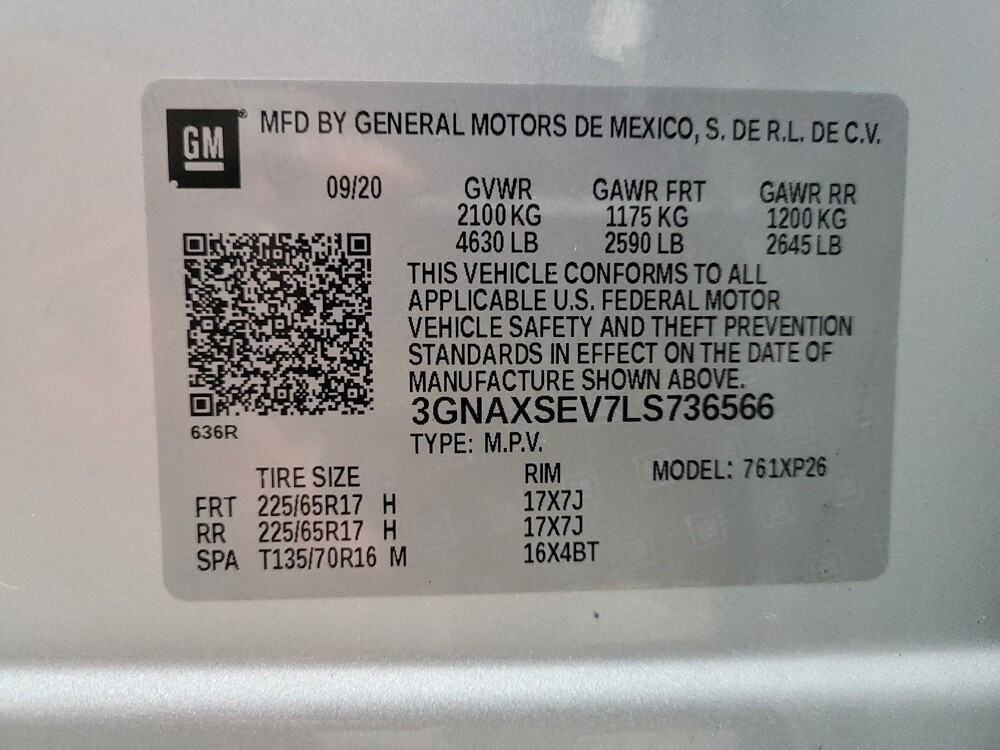 GM® MFD BY GENERAL MOTORS DE MEXICO, S. DE R.L. DE C.V.
09/20 GVWR GAWR FRT GAWR RR
2100 KG 1175 KG 1200 KG
4630 LB 2590 LB 2645 LB
THIS VEHICLE CONFORMS TO ALL
APPLICABLE U.S. FEDERAL MOTOR
VEHICLE SAFETY AND THEFT PREVENTION
STANDARDS IN EFFECT ON THE DATE OF
MANUFACTURE SHOWN ABOVE.
3GNAXSEV7LS736566
636R
TYPE: M.P.V.
TIRE SIZE RIM MODEL: 761XP26
FRT 225/65R17 H 17X7J
RR 225/65R17 H 17X7J
SPA T135/70R16 M 16X4BT